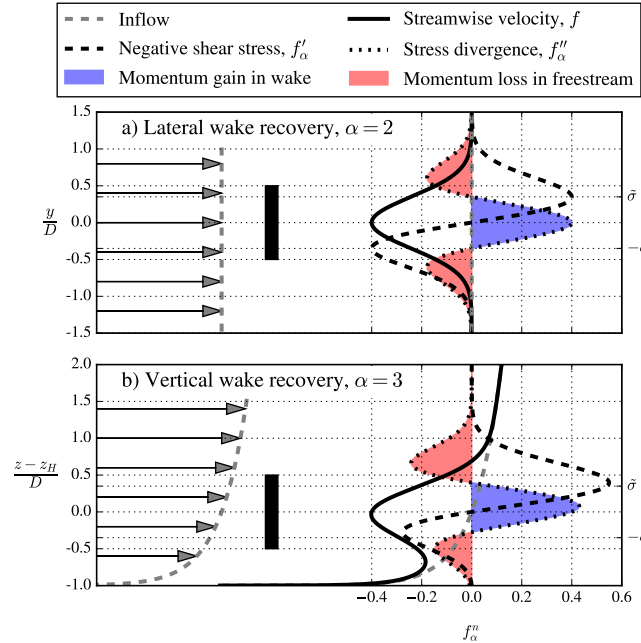 Inflow
Streamwise velocity, f
Negative shear stress, f′α
Stress divergence, f″α
Momentum gain in wake
Momentum loss in freestream
1.5
a) Lateral wake recovery, α = 2
1.0
0.5
σ̃
y/D
0.0
-0.5
-1.0
-1.5
2.0
b) Vertical wake recovery, α = 3
1.5
1.0
z − zH/D
0.5
σ̃
0.0
-0.5
-1.0
−0.4 −0.2 0.0 0.2 0.4 0.6
fⁿα